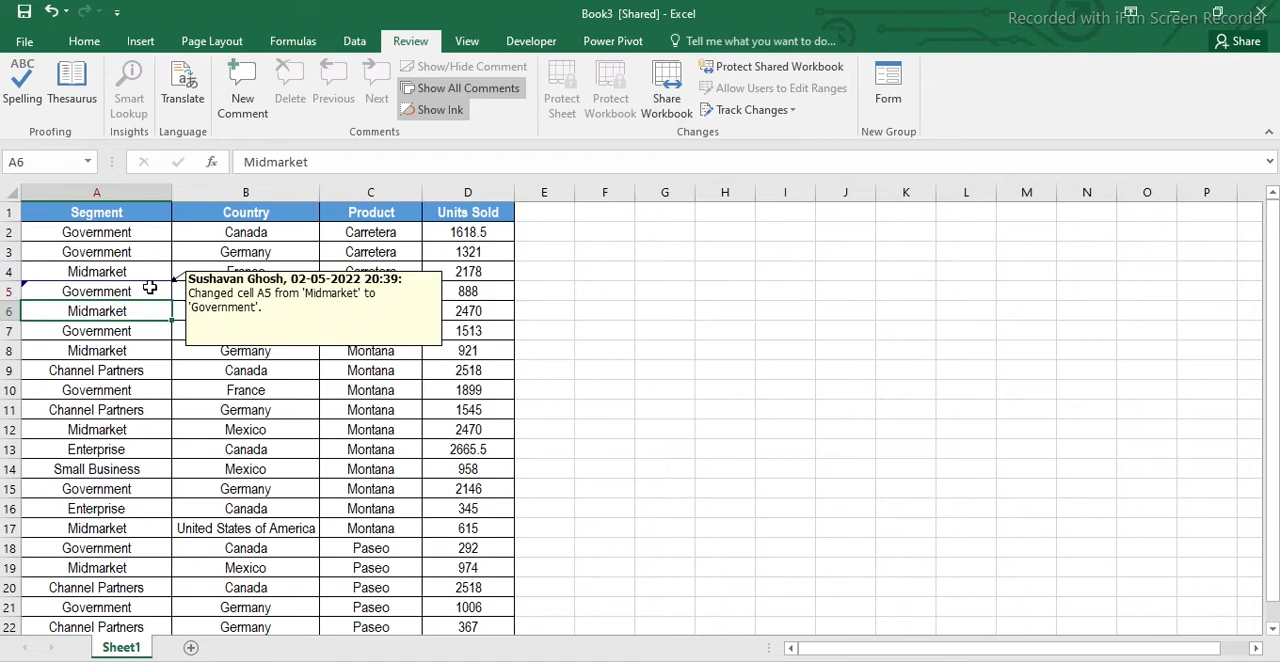 Book3 [Shared] - Excel
Recorded with iFun Screen Recorder
File Home Insert Page Layout Formulas Data Review View Developer Power Pivot Tell me what you want to do... Share
ABC
Spelling Thesaurus Smart Lookup Translate New Comment Delete Previous Next
Show/Hide Comment
Show All Comments
Show Ink
Protect Sheet Protect Workbook Share Workbook
Protect Shared Workbook
Allow Users to Edit Ranges
Track Changes
Form
Proofing Insights Language Comments Changes New Group
A6 fx Midmarket
A B C D E F G H I J K L M N O P
1 Segment Country Product Units Sold
2 Government Canada Carretera 1618.5
3 Government Germany Carretera 1321
4 Midmarket France Carretera 2178
Sushavan Ghosh, 02-05-2022 20:39:
Changed cell A5 from 'Midmarket' to
'Government'.
5 Government 888
6 Midmarket 2470
7 Government 1513
8 Midmarket Germany Montana 921
9 Channel Partners Canada Montana 2518
10 Government France Montana 1899
11 Channel Partners Germany Montana 1545
12 Midmarket Mexico Montana 2470
13 Enterprise Canada Montana 2665.5
14 Small Business Mexico Montana 958
15 Government Germany Montana 2146
16 Enterprise Canada Montana 345
17 Midmarket United States of America Montana 615
18 Government Canada Paseo 292
19 Midmarket Mexico Paseo 974
20 Channel Partners Canada Paseo 2518
21 Government Germany Paseo 1006
22 Channel Partners Germany Paseo 367
Sheet1